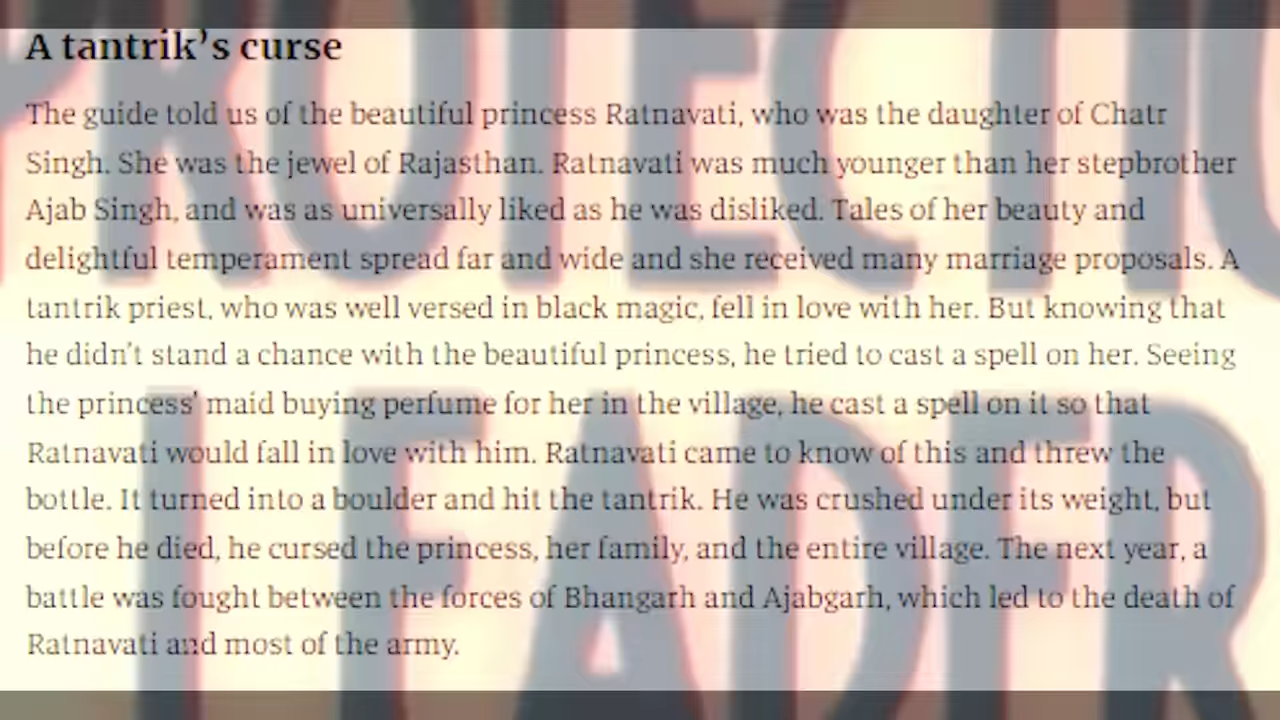 A tantrik's curse
The guide told us of the beautiful princess Ratnavati, who was the daughter of Chatr
Singh. She was the jewel of Rajasthan. Ratnavati was much younger than her stepbrother
Ajab Singh, and was as universally liked as he was disliked. Tales of her beauty and
delightful temperament spread far and wide and she received many marriage proposals. A
tantrik priest, who was well versed in black magic, fell in love with her. But knowing that
he didn't stand a chance with the beautiful princess, he tried to cast a spell on her. Seeing
the princess' maid buying perfume for her in the village, he cast a spell on it so that
Ratnavati would fall in love with him. Ratnavati came to know of this and threw the
bottle. It turned into a boulder and hit the tantrik. He was crushed under its weight, but
before he died, he cursed the princess, her family, and the entire village. The next year, a
battle was fought between the forces of Bhangarh and Ajabgarh, which led to the death of
Ratnavati and most of the army.
LEADER